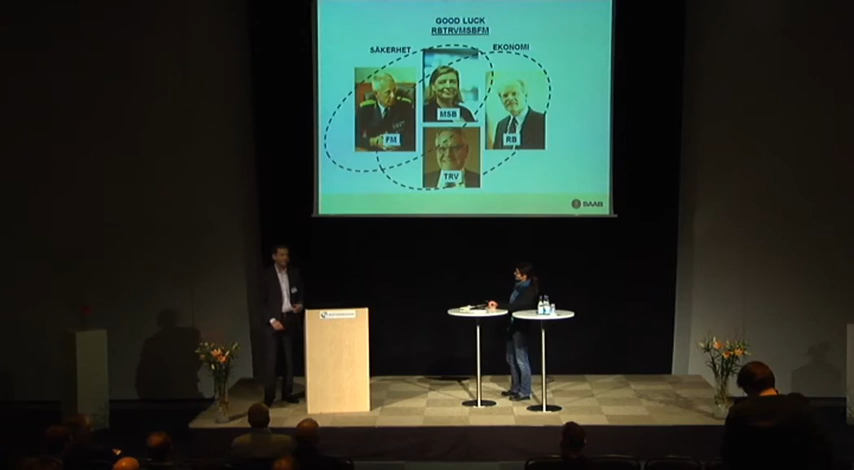 GOOD LUCK
RBTRVMSBFM
SÄKERHET
EKONOMI
MSB
FM
RB
TRV
SAAB